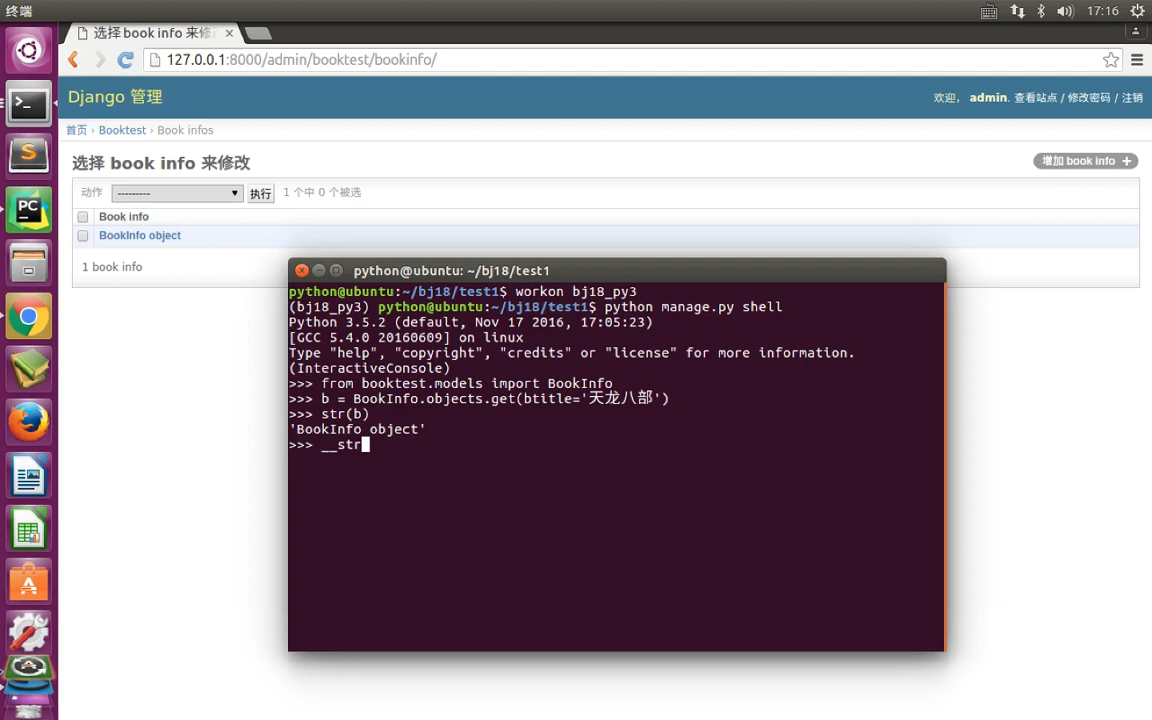 终端
17:16
选择 book info 来修
127.0.0.1:8000/admin/booktest/bookinfo/
Django 管理
欢迎， admin. 查看站点 / 修改密码 / 注销
首页 › Booktest › Book infos
选择 book info 来修改
增加 book info +
动作
---------
执行
1 个中 0 个被选
Book info
BookInfo object
1 book info
python@ubuntu: ~/bj18/test1
python@ubuntu:~/bj18/test1$ workon bj18_py3
(bj18_py3) python@ubuntu:~/bj18/test1$ python manage.py shell
Python 3.5.2 (default, Nov 17 2016, 17:05:23)
[GCC 5.4.0 20160609] on linux
Type "help", "copyright", "credits" or "license" for more information.
(InteractiveConsole)
>>> from booktest.models import BookInfo
>>> b = BookInfo.objects.get(btitle='天龙八部')
>>> str(b)
'BookInfo object'
>>> __str
S
PC